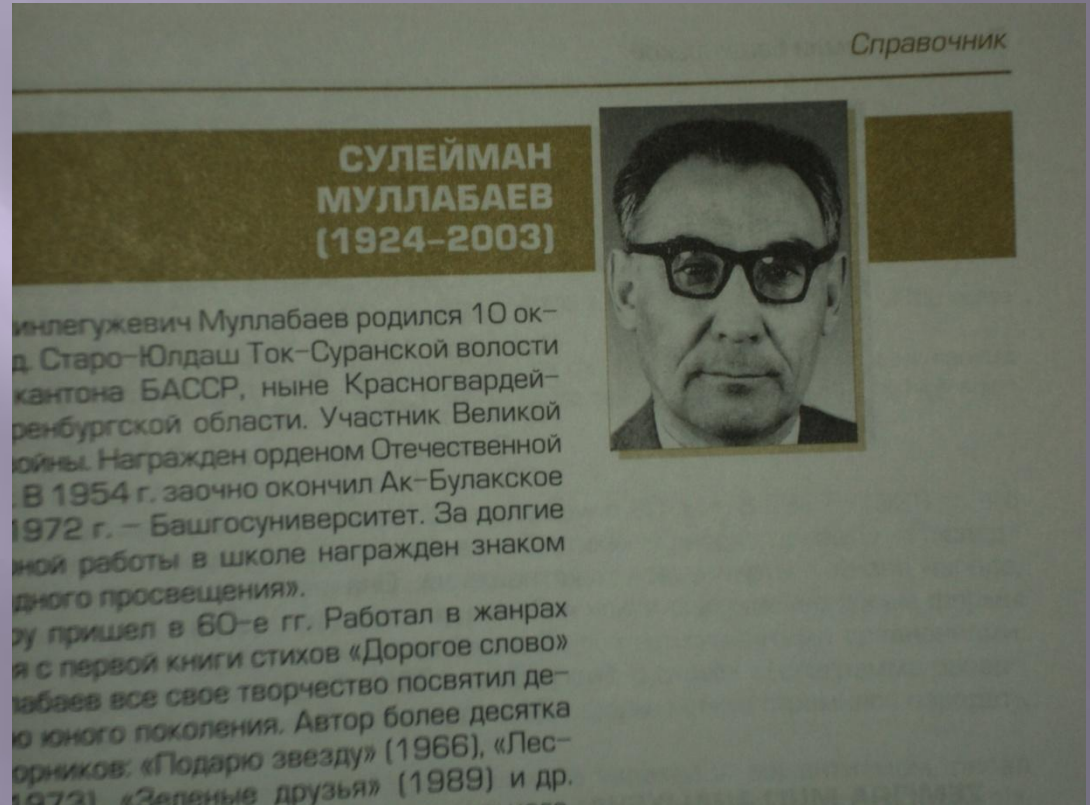 Справочник
СУЛЕЙМАН
МУЛЛАБАЕВ
(1924–2003)
инлегужевич Муллабаев родился 10 ок-
д. Старо-Юлдаш Ток-Суранской волости
кантона БАССР, ныне Красногвардей-
ренбургской области. Участник Великой
ойны. Награжден орденом Отечественной
. В 1954 г. заочно окончил Ак-Булакское
1972 г. – Башгосуниверситет. За долгие
ной работы в школе награжден знаком
дного просвещения».
ру пришел в 60-е гг. Работал в жанрах
я с первой книги стихов «Дорогое слово»
лабаев все свое творчество посвятил де-
ю юного поколения. Автор более десятка
орников: «Подарю звезду» (1966), «Лес-
1973), «Зеленые друзья» (1989) и др.